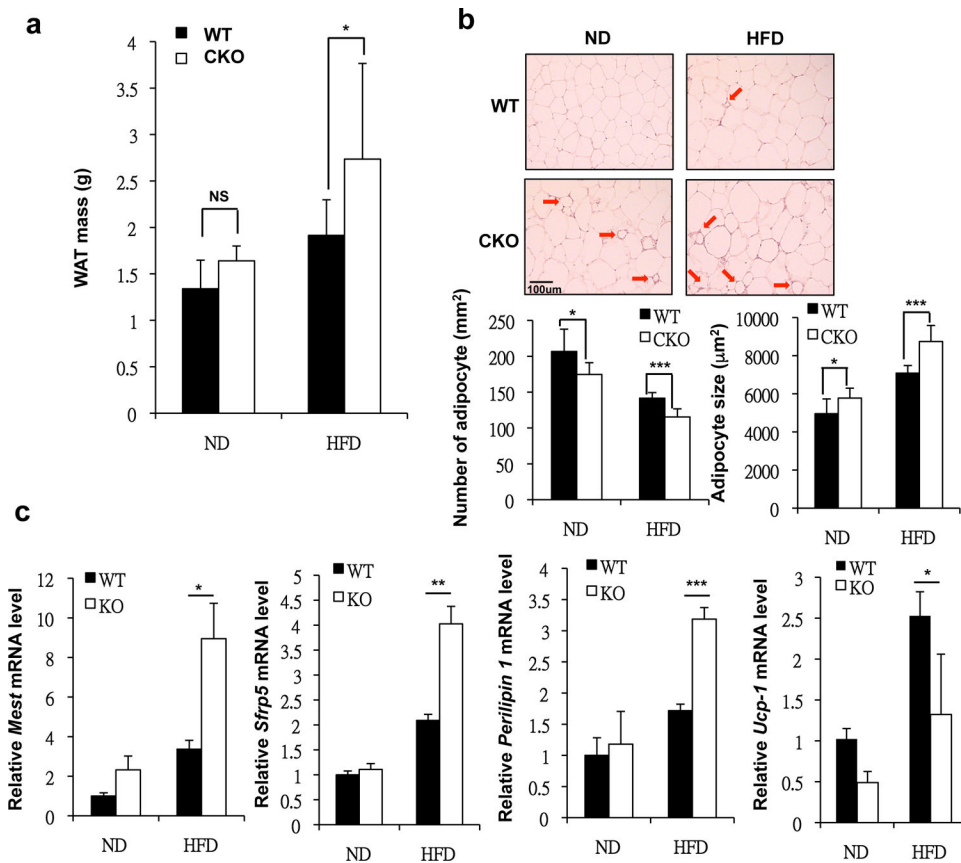 a
WT
CKO
*
NS
WAT mass (g)
4.5
4
3.5
3
2.5
2
1.5
1
0.5
0
ND
HFD
b
ND
HFD
WT
CKO
100um
Number of adipocyte (mm²)
250
200
150
100
50
0
WT
CKO
*
***
ND
HFD
Adipocyte size (μm²)
10000
8000
6000
4000
2000
0
WT
CKO
*
***
ND
HFD
c
Relative Mest mRNA level
12
10
8
6
4
2
0
WT
KO
*
ND
HFD
Relative Sfrp5 mRNA level
5
4.5
4
3.5
3
2.5
2
1.5
1
0.5
WT
KO
**
ND
HFD
Relative Perilipin 1 mRNA level
4
3.5
3
2.5
2
1.5
1
0.5
0
WT
KO
***
ND
HFD
Relative Ucp-1 mRNA level
3
2.5
2
1.5
1
0.5
0
WT
KO
*
ND
HFD